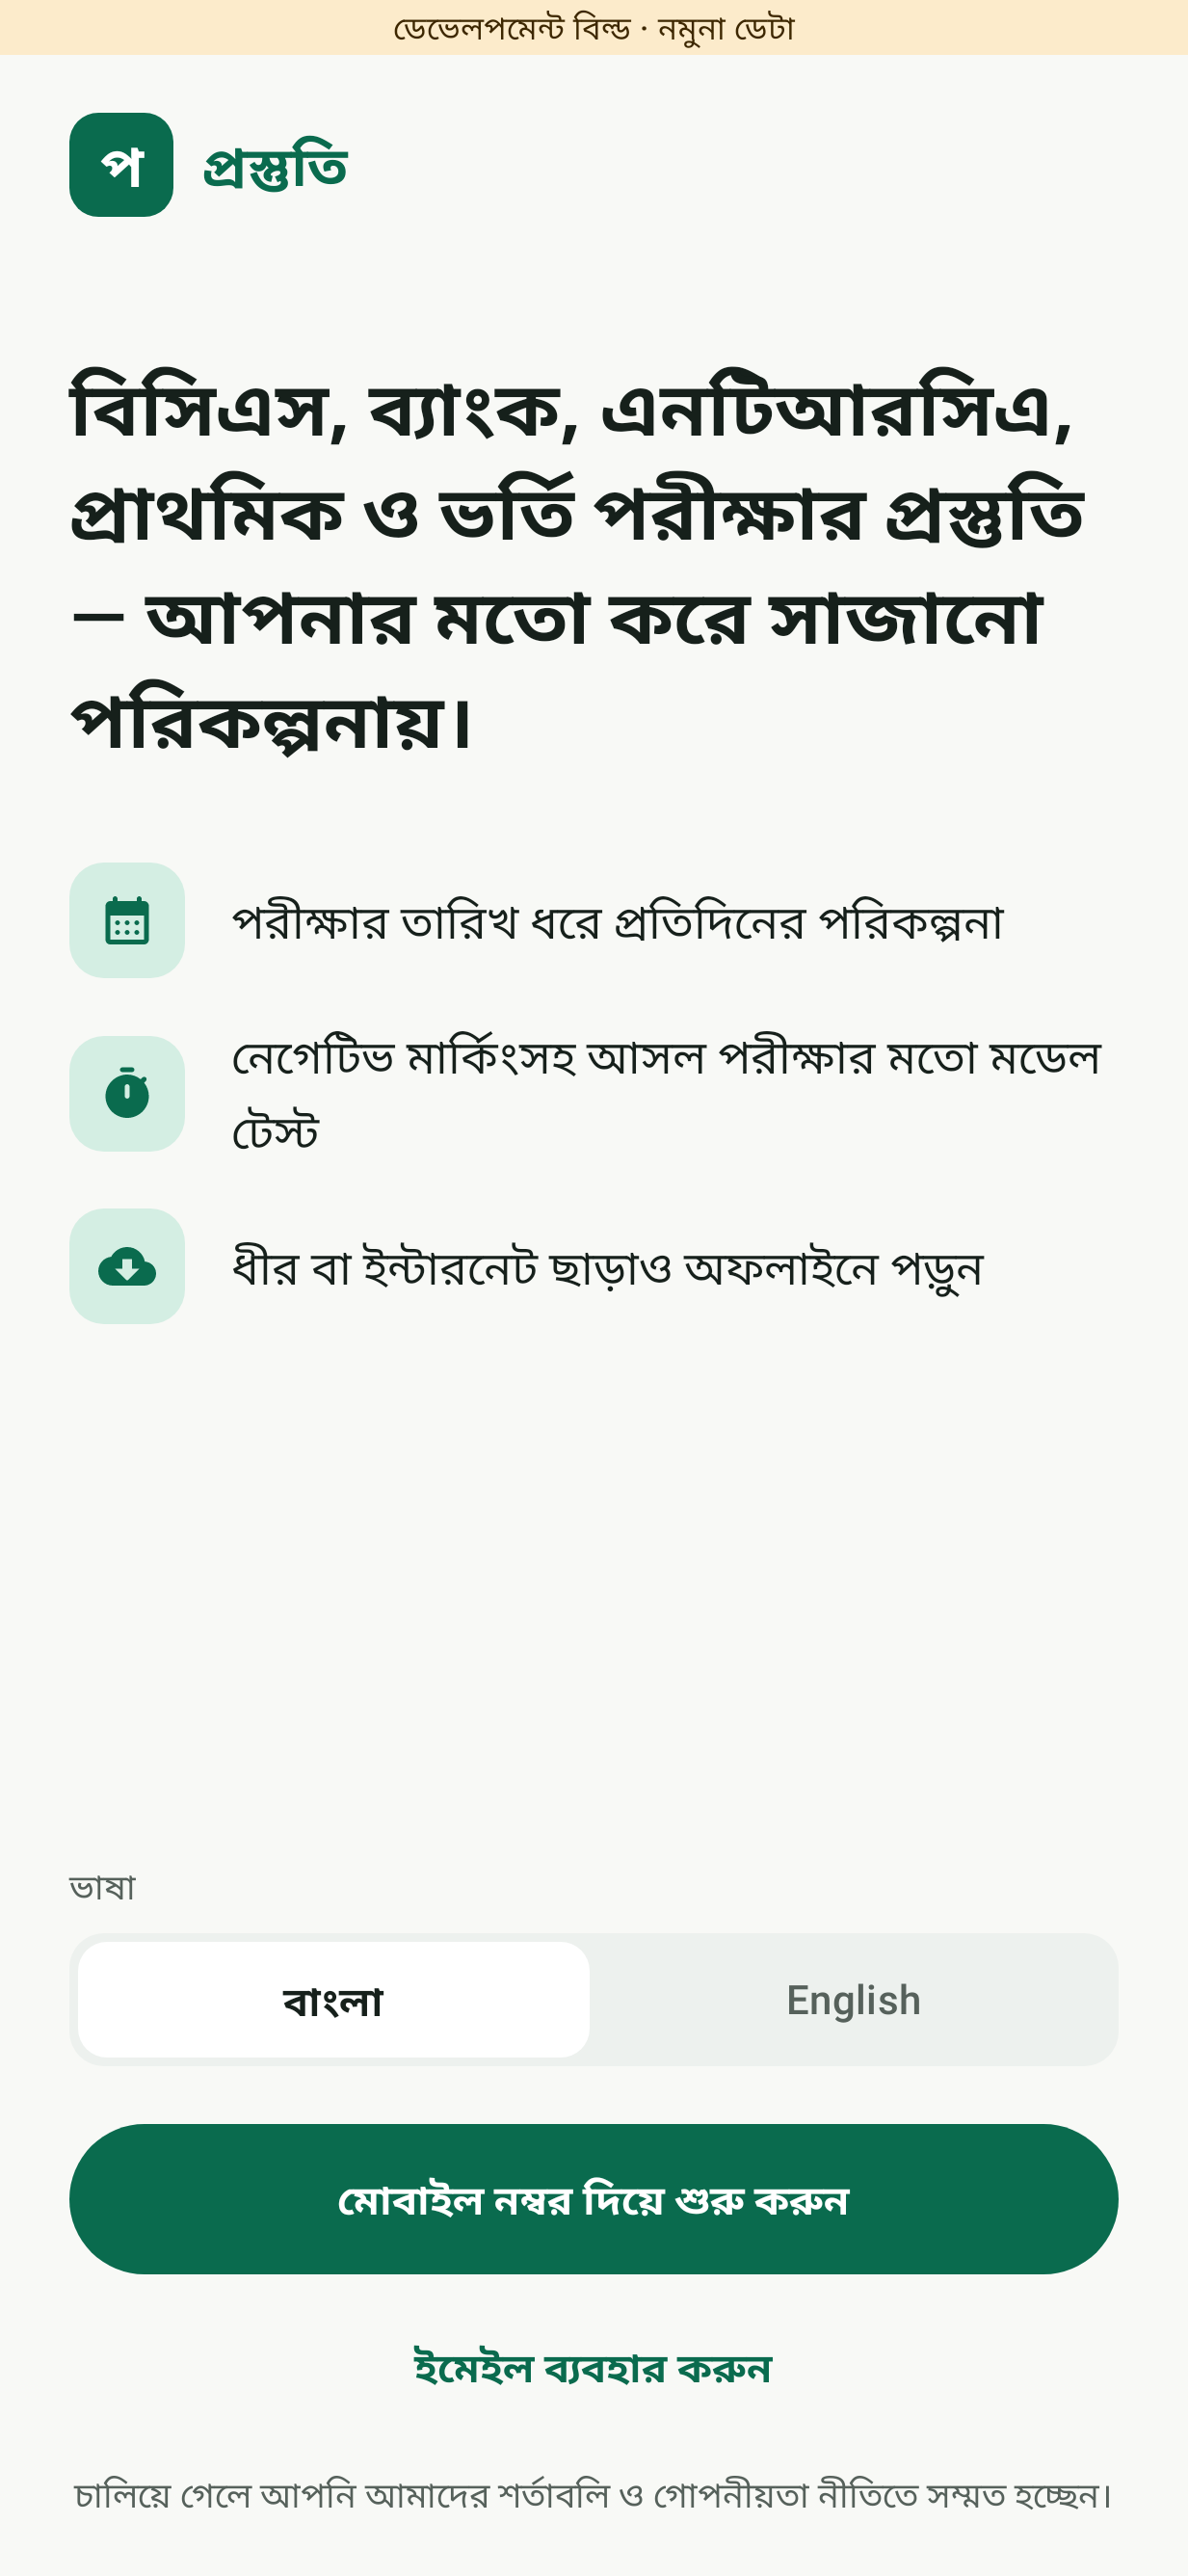 ডেভেলপমেন্ট বিল্ড · নমুনা ডেটা
প
প্রস্তুতি
বিসিএস, ব্যাংক, এনটিআরসিএ,
প্রাথমিক ও ভর্তি পরীক্ষার প্রস্তুতি
— আপনার মতো করে সাজানো
পরিকল্পনায়।
পরীক্ষার তারিখ ধরে প্রতিদিনের পরিকল্পনা
নেগেটিভ মার্কিংসহ আসল পরীক্ষার মতো মডেল
টেস্ট
ধীর বা ইন্টারনেট ছাড়াও অফলাইনে পড়ুন
ভাষা
বাংলা
English
মোবাইল নম্বর দিয়ে শুরু করুন
ইমেইল ব্যবহার করুন
চালিয়ে গেলে আপনি আমাদের শর্তাবলি ও গোপনীয়তা নীতিতে সম্মত হচ্ছেন।